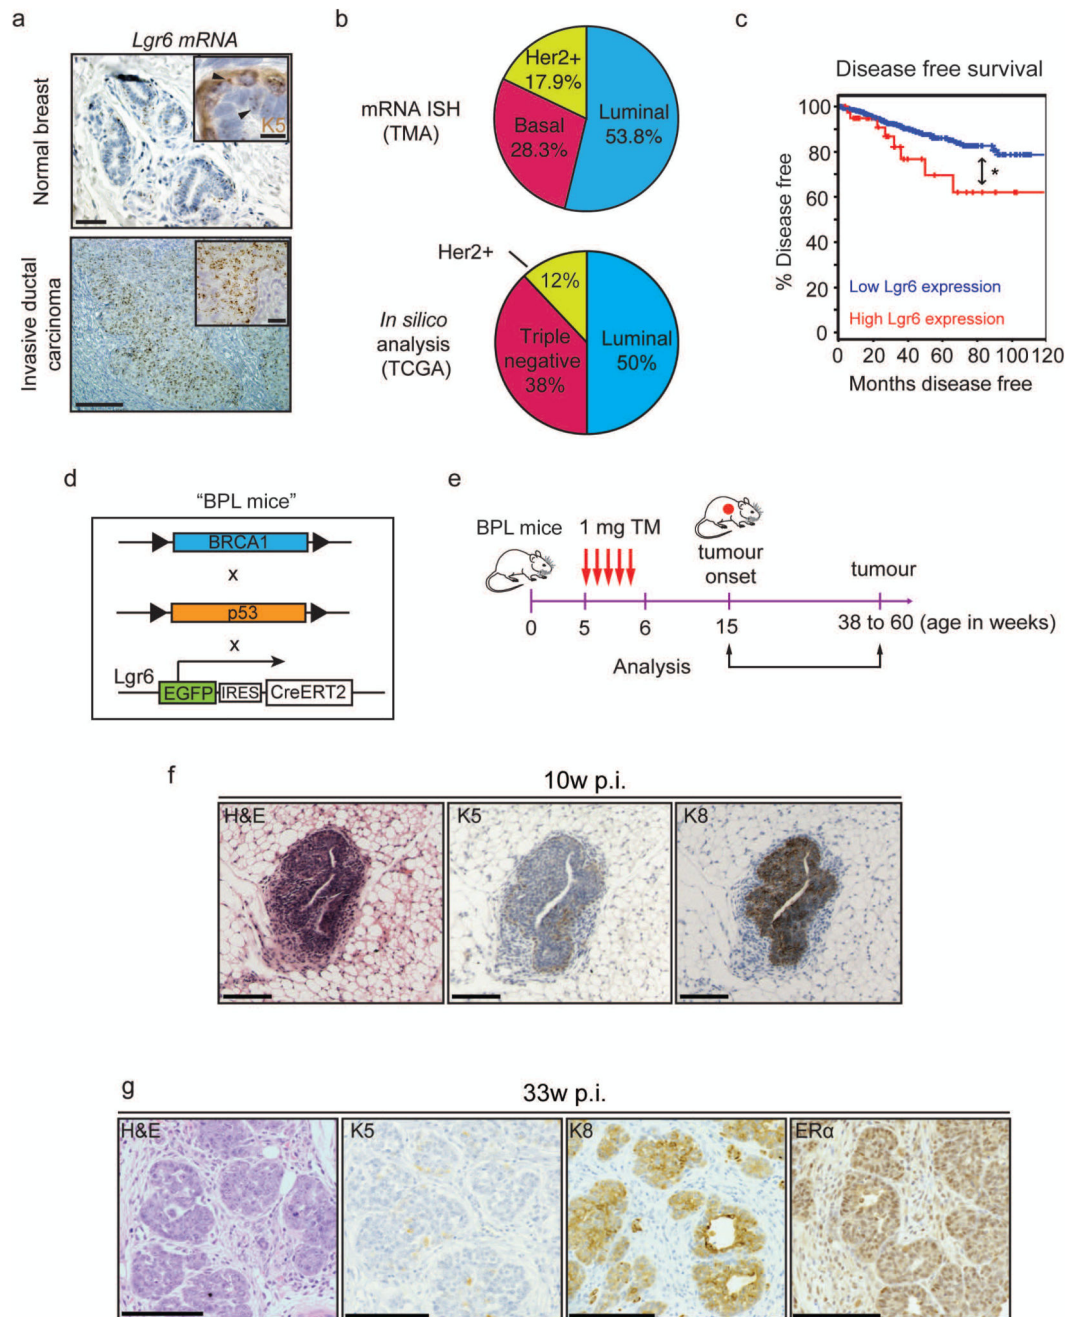 a
Lgr6 mRNA
Normal breast
K5
Invasive ductal
carcinoma
b
mRNA ISH
(TMA)
Her2+
17.9%
Basal
28.3%
Luminal
53.8%
Her2+
12%
In silico
analysis
(TCGA)
Triple
negative
38%
Luminal
50%
c
Disease free survival
% Disease free
100
80
60
40
20
0
Low Lgr6 expression
High Lgr6 expression
*
0 20 40 60 80 100 120
Months disease free
d
“BPL mice”
BRCA1
x
p53
x
Lgr6
EGFP IRES CreERT2
e
BPL mice
1 mg TM
tumour
onset
tumour
0 5 6 15 38 to 60 (age in weeks)
Analysis
f
10w p.i.
H&E K5 K8
g
33w p.i.
H&E K5 K8 ERα